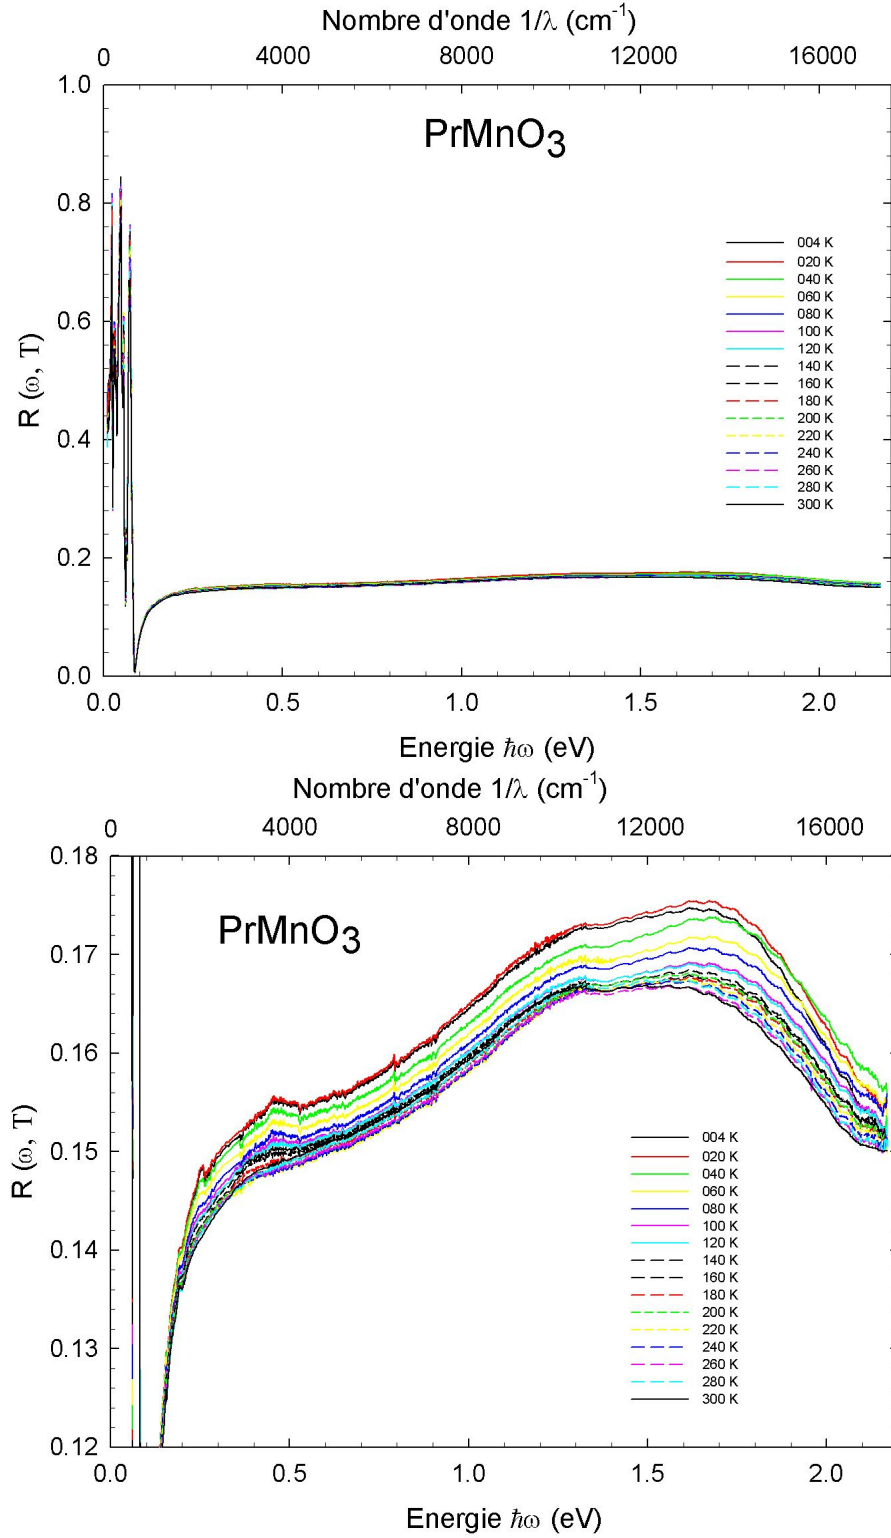 Nombre d'onde 1/λ (cm⁻¹)
0 4000 8000 12000 16000
1.0
PrMnO₃
0.8
004 K
020 K
040 K
060 K
080 K
100 K
120 K
140 K
160 K
180 K
200 K
220 K
240 K
260 K
280 K
300 K
0.6
R (ω, T)
0.4
0.2
0.0
0.0 0.5 1.0 1.5 2.0
Energie ℏω (eV)
Nombre d'onde 1/λ (cm⁻¹)
0 4000 8000 12000 16000
0.18
PrMnO₃
0.17
0.16
R (ω, T)
0.15
004 K
020 K
040 K
060 K
080 K
100 K
120 K
140 K
160 K
180 K
200 K
220 K
240 K
260 K
280 K
300 K
0.14
0.13
0.12
0.0 0.5 1.0 1.5 2.0
Energie ℏω (eV)